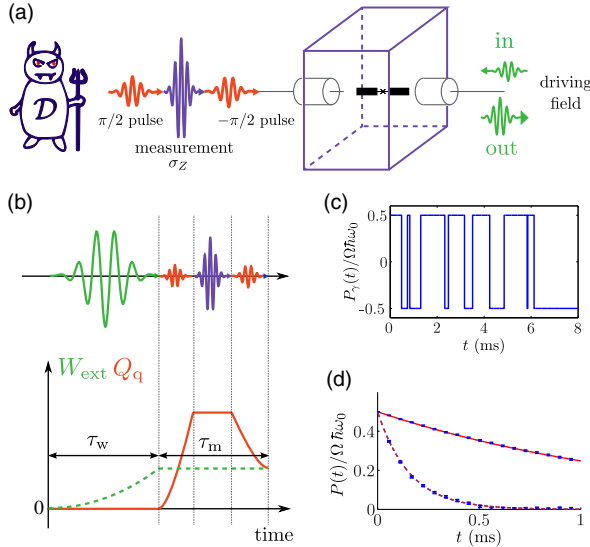 (a)
in
driving
field
out
D
π/2 pulse
−π/2 pulse
measurement
σ_Z
(b)
W_ext Q_q
τ_w
τ_m
0
time
(c)
P_γ(t)/Ωħω_0
0.5
0
-0.5
0 2 4 6 8
t (ms)
(d)
P(t)/Ω ħω_0
0.4
0.2
0
0 0.5 1
t (ms)